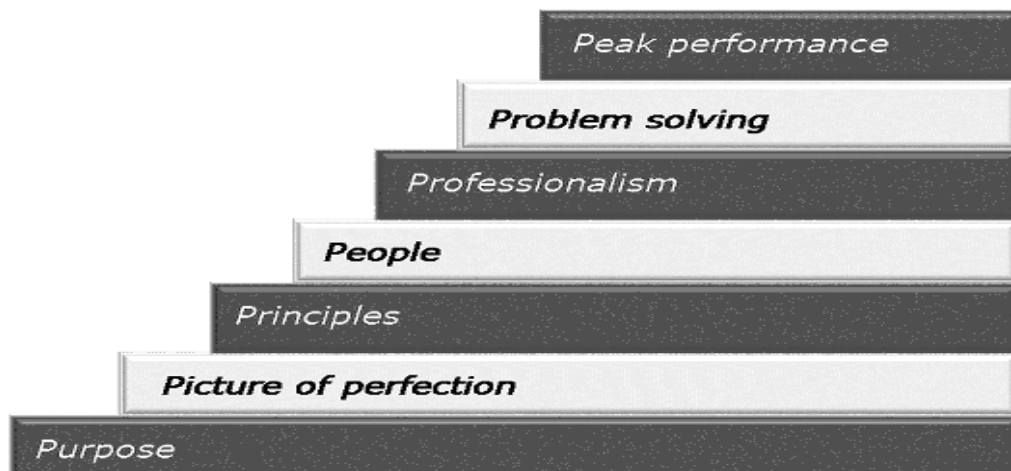 Peak performance
Problem solving
Professionalism
People
Principles
Picture of perfection
Purpose